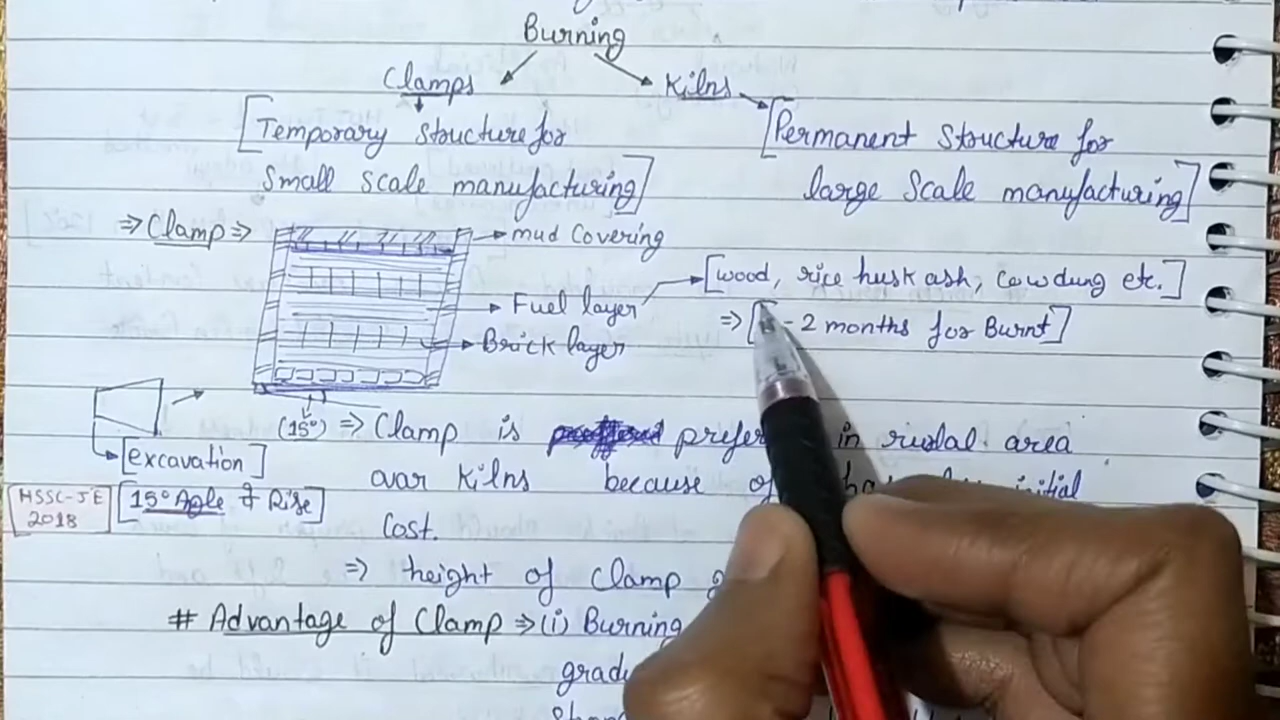 Burning
Clamps
Kilns
[Temporary structure for
small scale manufacturing]
[Permanent structure for
large scale manufacturing]
⇒ Clamp ⇒
mud Covering
Fuel layer
[wood, rice husk ash, cowdung etc.]
⇒ [ - 2 months for Burnt]
Brick layer
(15°)
[excavation]
HSSC-JE
2018
[15° Agle of Rise]
⇒ Clamp is prefer in rural area
over Kilns because of initial
Cost.
⇒ height of Clamp
# Advantage of Clamp ⇒ (i) Burning